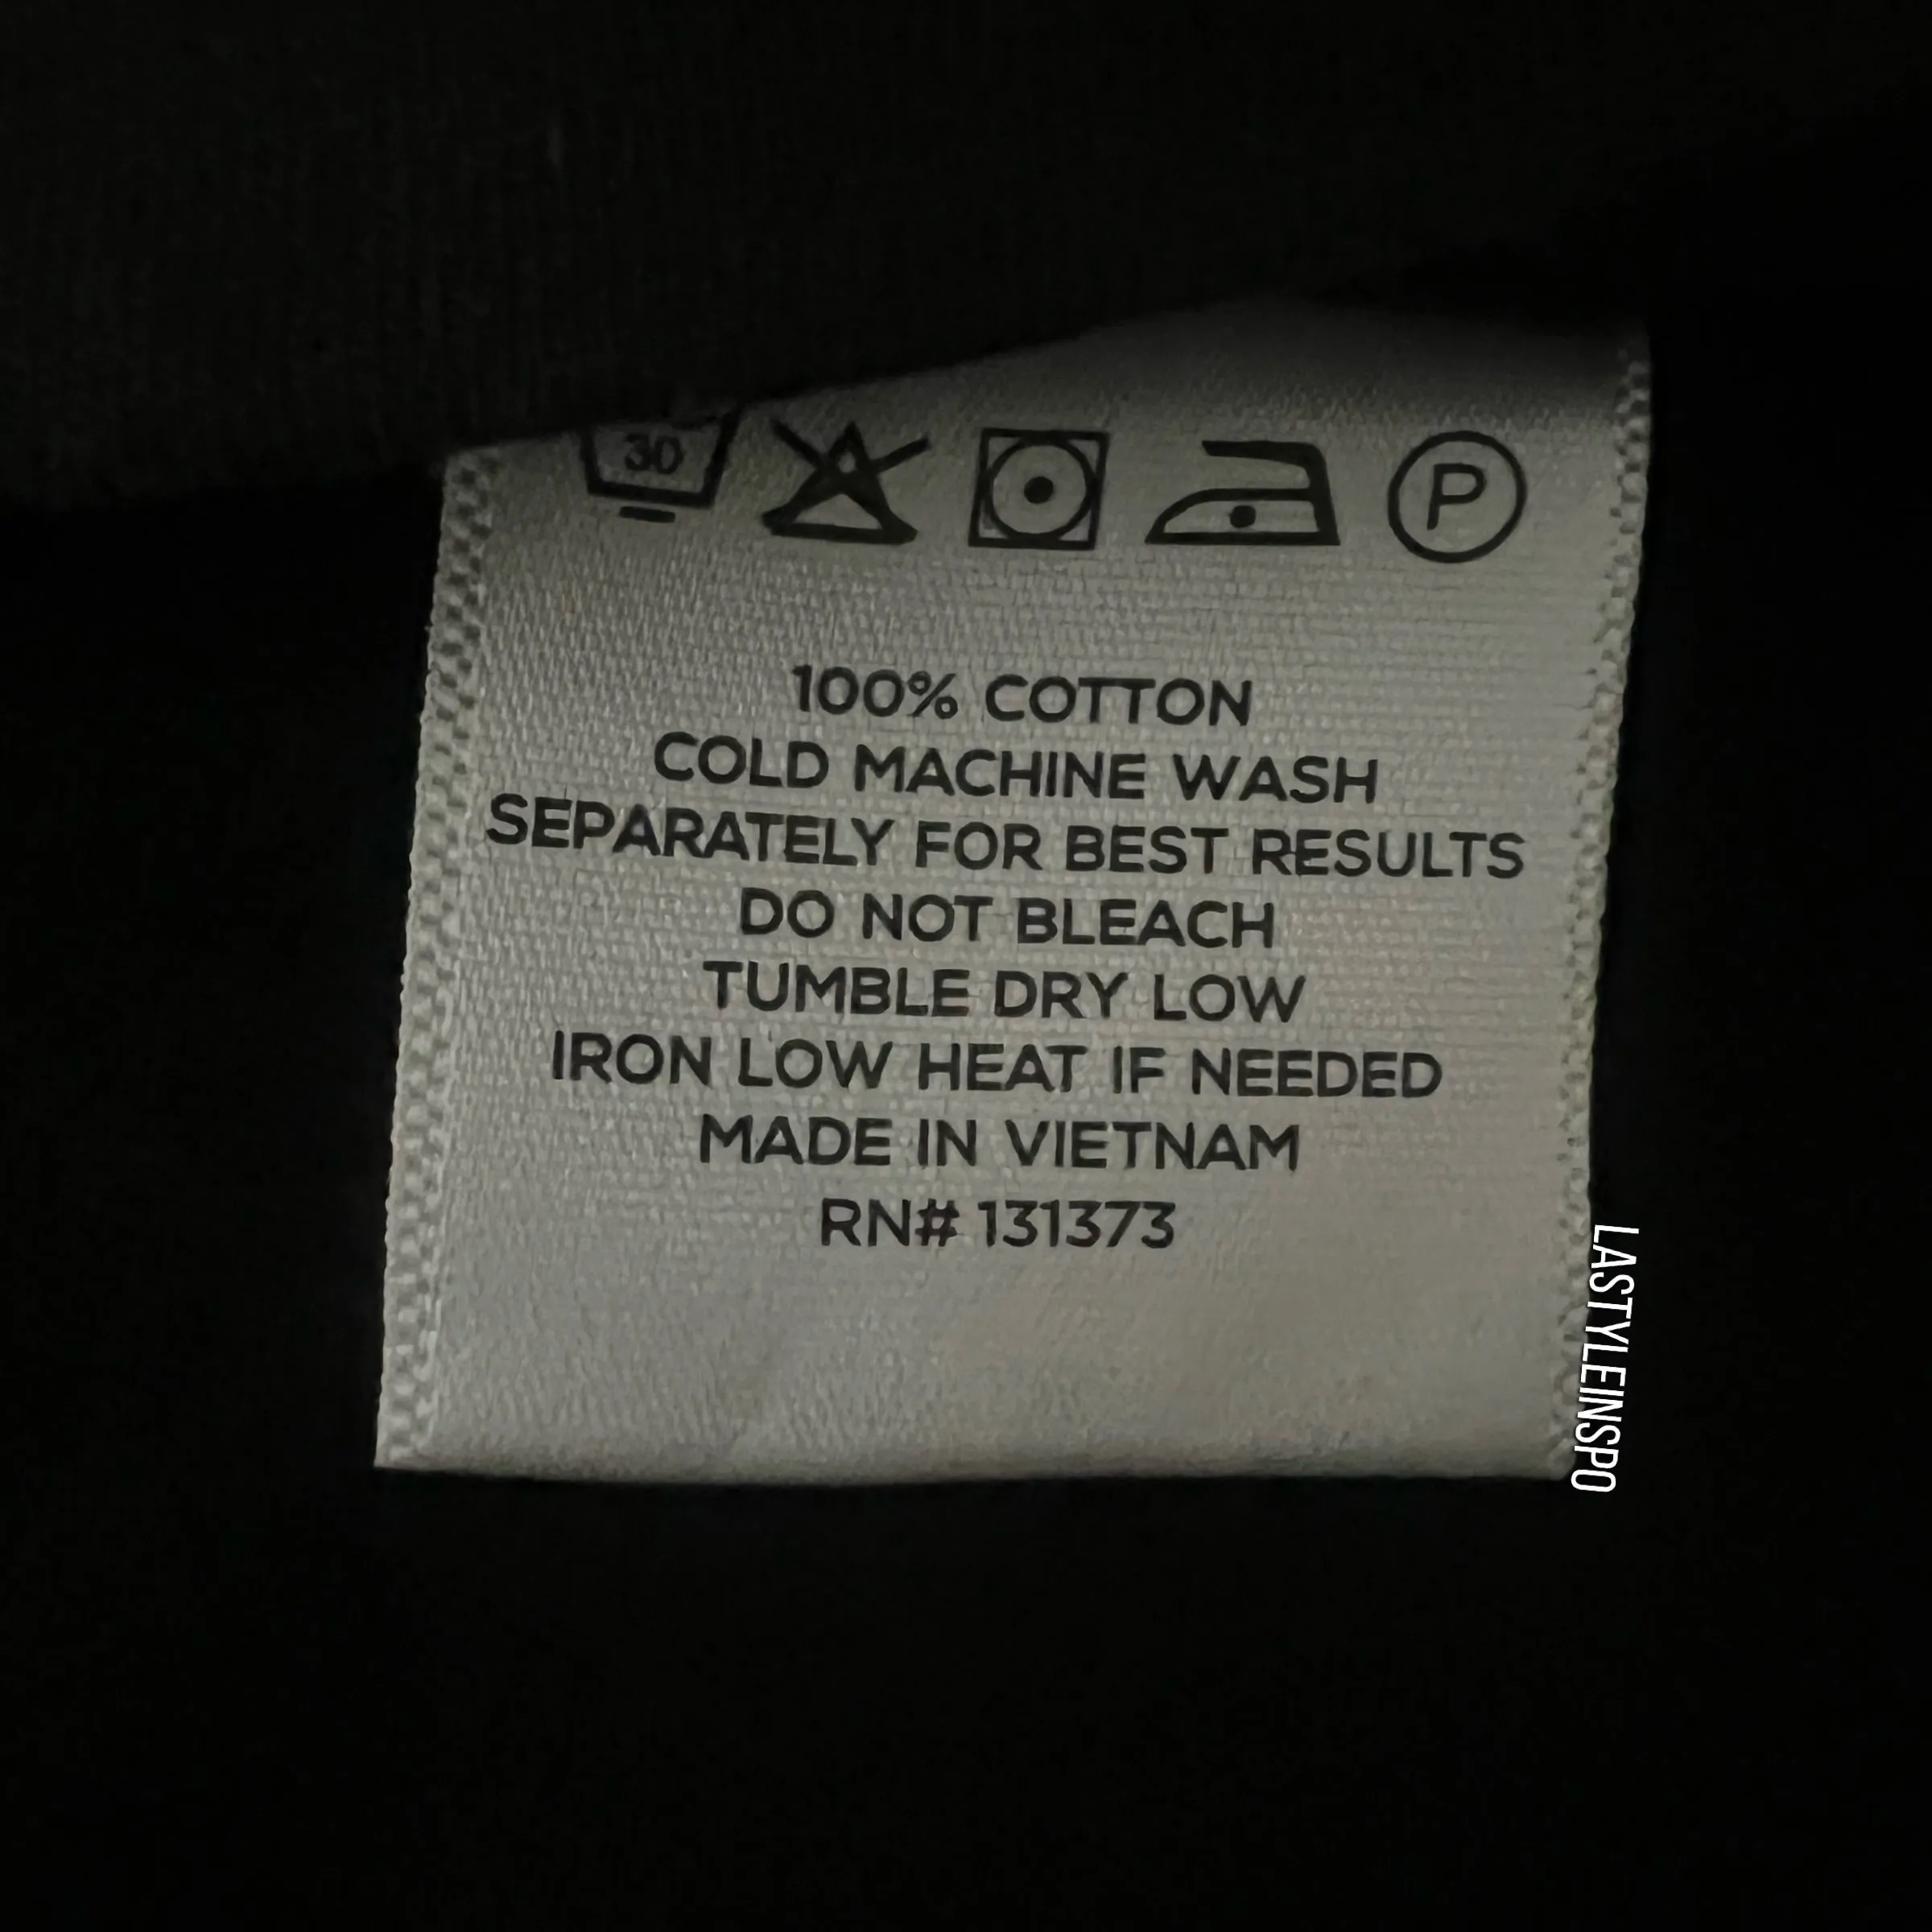 30
P
100% COTTON
COLD MACHINE WASH
SEPARATELY FOR BEST RESULTS
DO NOT BLEACH
TUMBLE DRY LOW
IRON LOW HEAT IF NEEDED
MADE IN VIETNAM
RN# 131373
LASTYLEINSPO